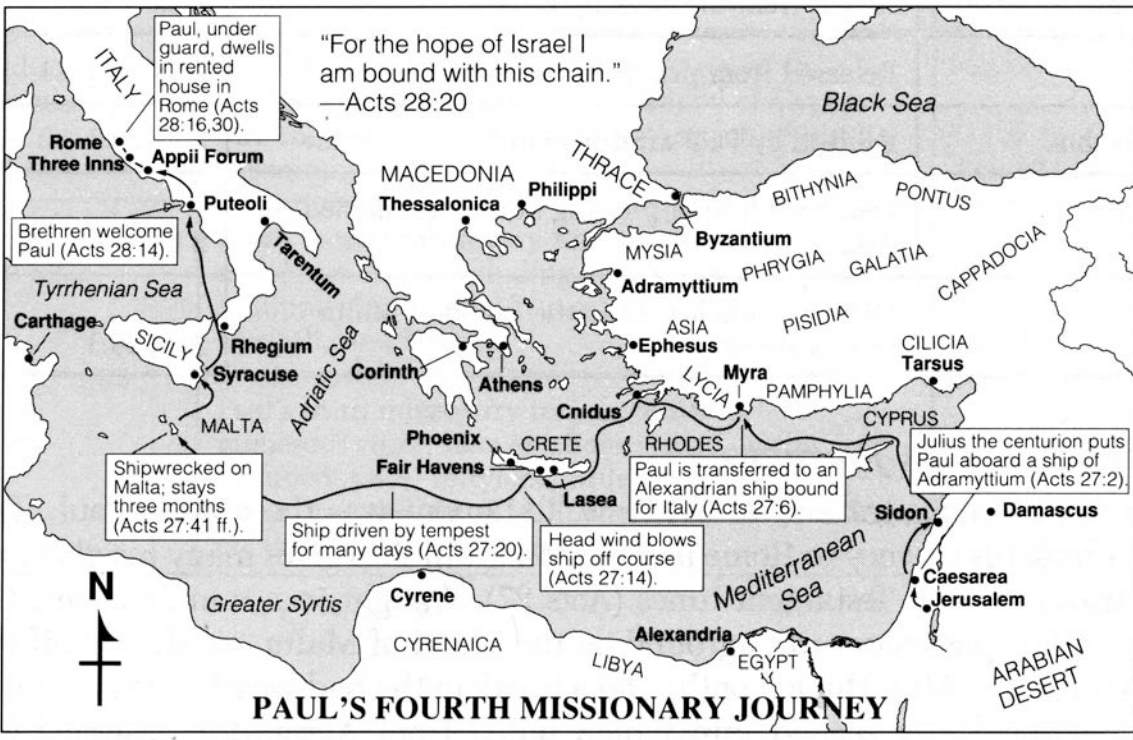 Paul, under
guard, dwells
in rented
house in
Rome (Acts
28:16,30).
"For the hope of Israel I
am bound with this chain."
—Acts 28:20
ITALY
Black Sea
Rome
Three Inns
Appii Forum
Puteoli
Brethren welcome
Paul (Acts 28:14).
Tarentum
Tyrrhenian Sea
Carthage
SICILY
Rhegium
Syracuse
Adriatic Sea
MALTA
MACEDONIA
Thessalonica
Philippi
THRACE
Byzantium
BITHYNIA
PONTUS
MYSIA
PHRYGIA
GALATIA
CAPPADOCIA
Adramyttium
PISIDIA
ASIA
Ephesus
CILICIA
Tarsus
LYCIA
Myra
PAMPHYLIA
Corinth
Athens
Cnidus
CYPRUS
Phoenix
CRETE
RHODES
Fair Havens
Lasea
Julius the centurion puts
Paul aboard a ship of
Adramyttium (Acts 27:2).
Paul is transferred to an
Alexandrian ship bound
for Italy (Acts 27:6).
Shipwrecked on
Malta; stays
three months
(Acts 27:41 ff.).
Ship driven by tempest
for many days (Acts 27:20).
Head wind blows
ship off course
(Acts 27:14).
Sidon
Damascus
Mediterranean
Sea
Caesarea
Jerusalem
N
Greater Syrtis
Cyrene
CYRENAICA
Alexandria
LIBYA
EGYPT
ARABIAN
DESERT
PAUL'S FOURTH MISSIONARY JOURNEY